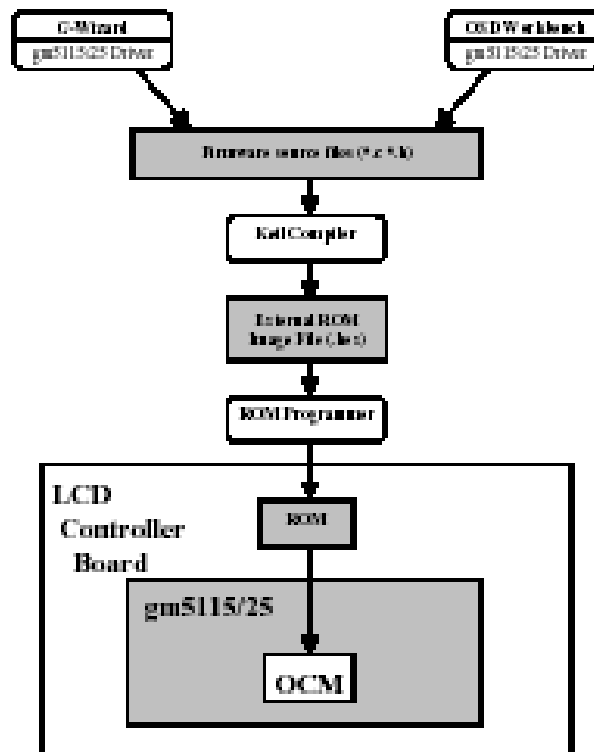 G-Wizard
gm5115/25 Driver
OSD Workbench
gm5115/25 Driver
Firmware source files (*.c *.h)
Keil Compiler
External ROM
Image File (.hex)
ROM Programmer
LCD
Controller
Board
ROM
gm5115/25
OCM